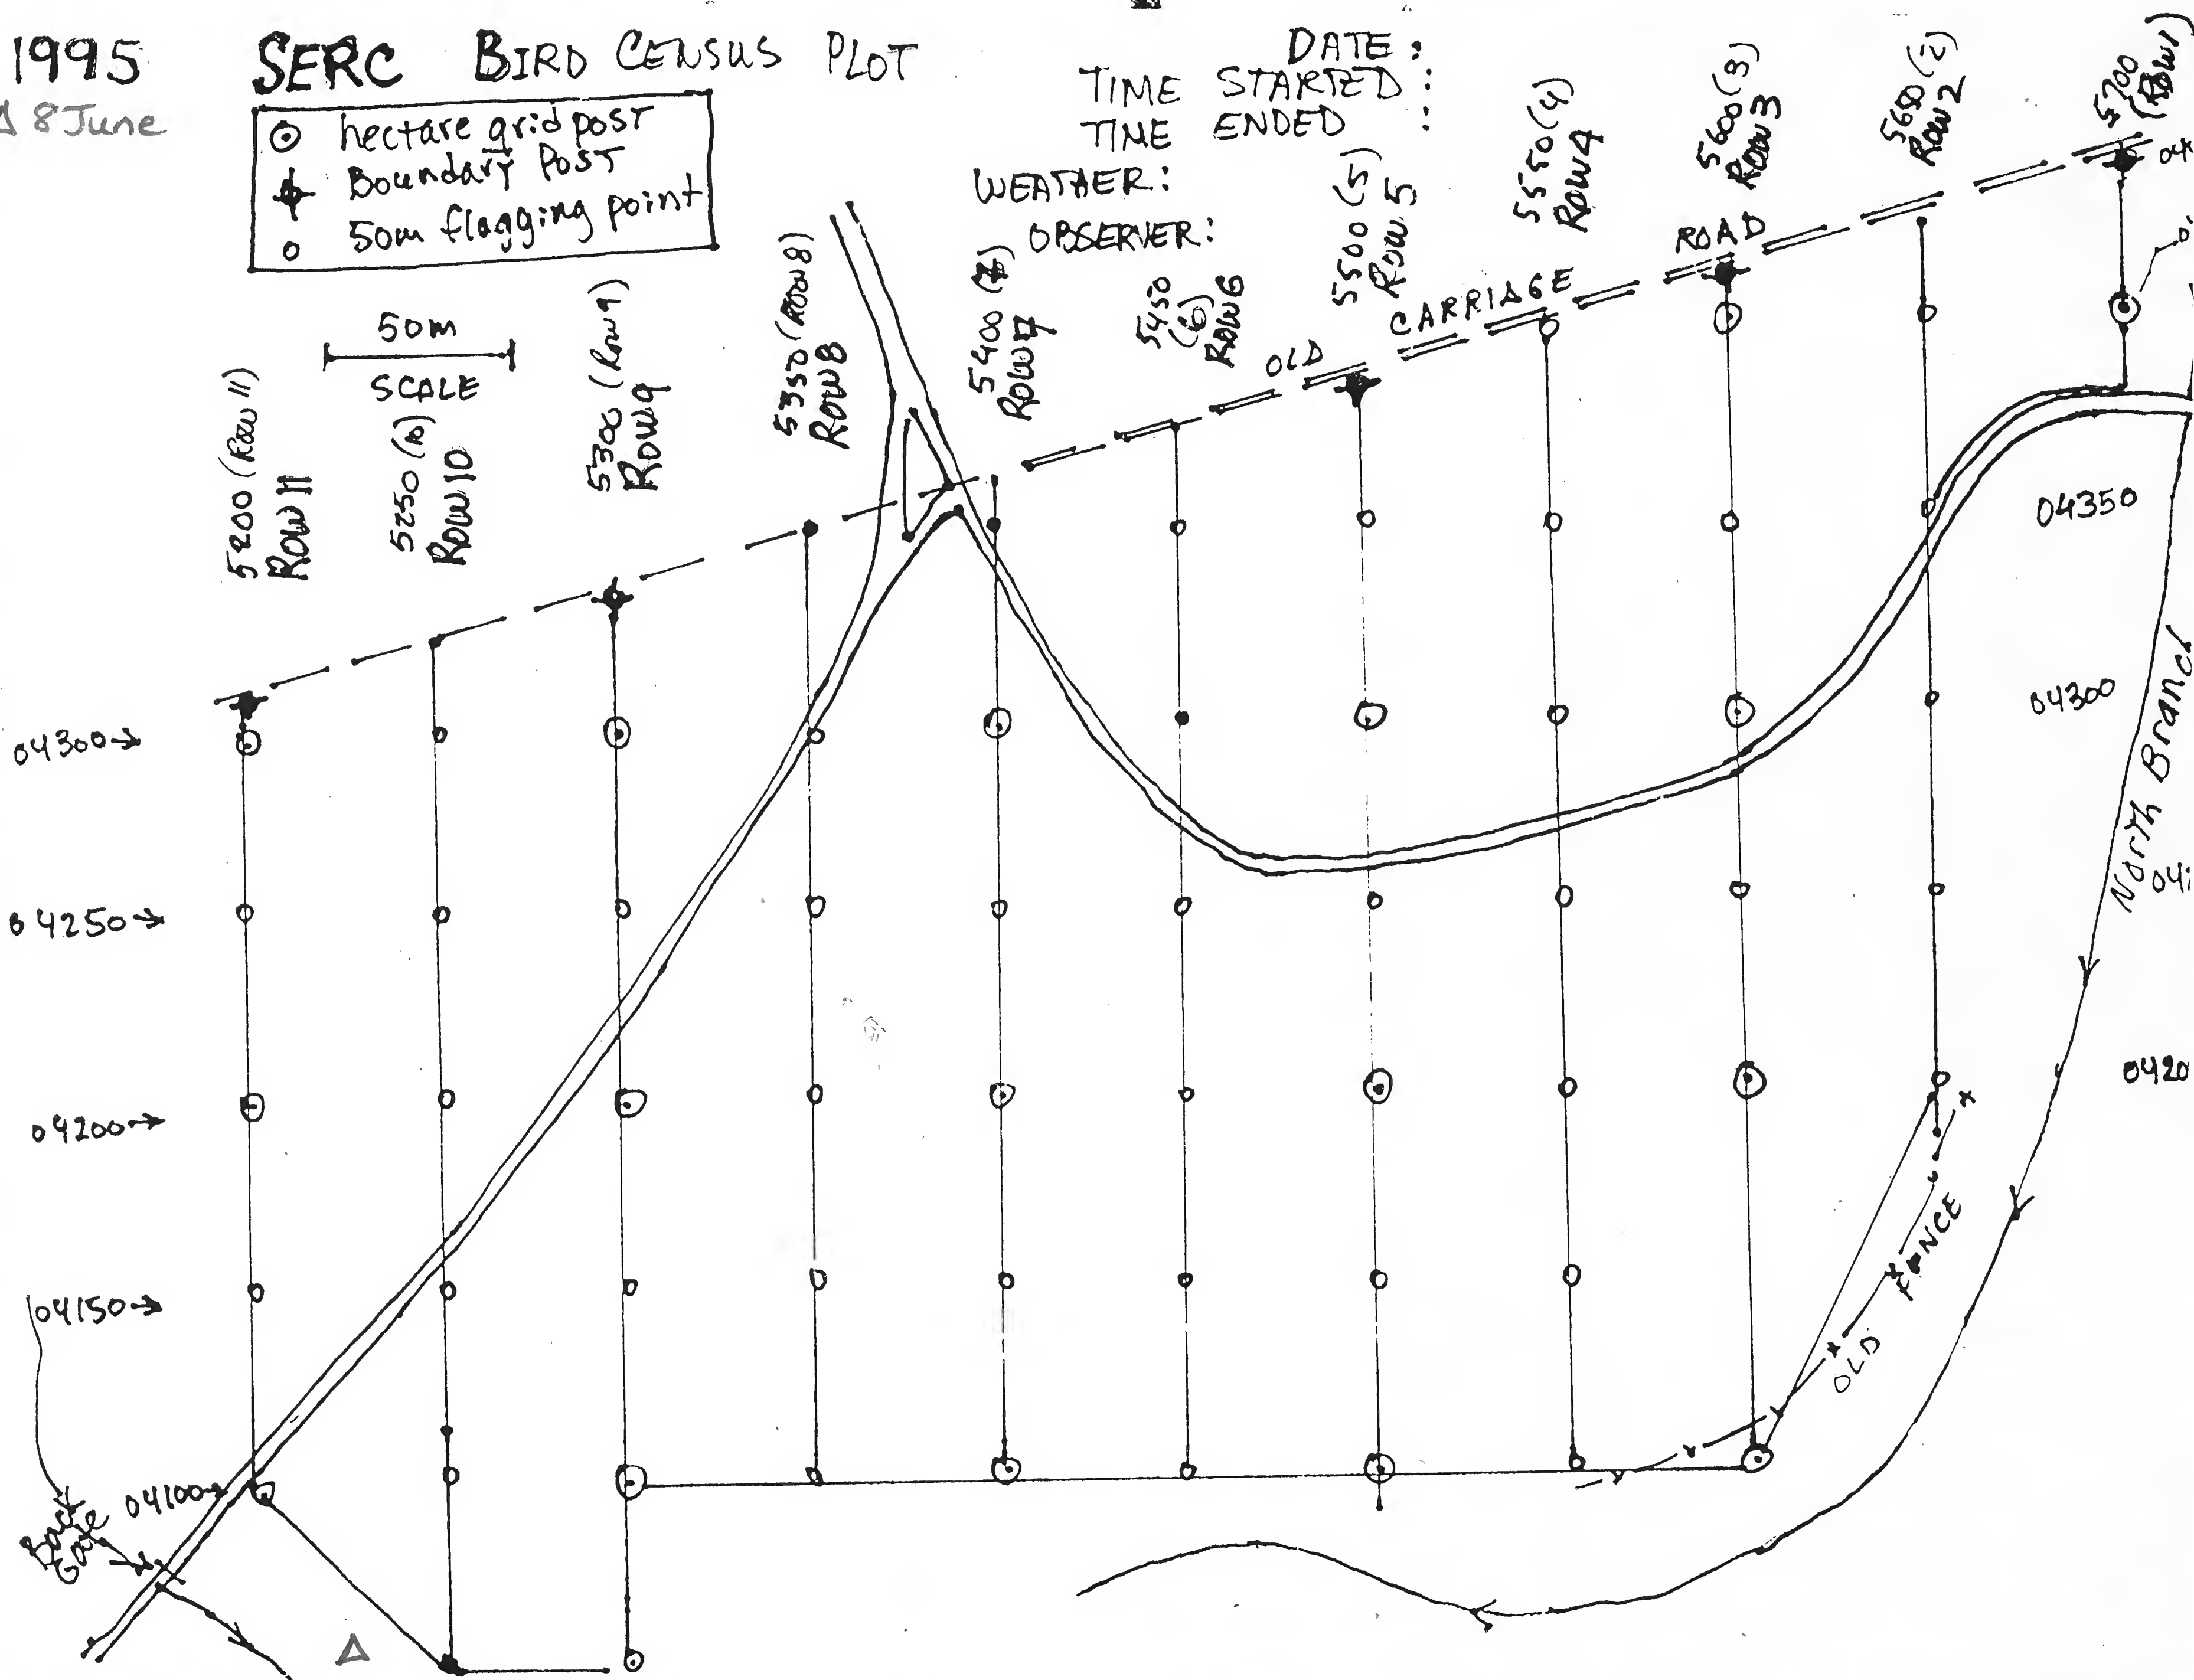 1995 SERC BIRD CENSUS PLOT
Δ 8 June
hectare grid post
Boundary Post
50m flagging point
DATE:
TIME STARTED:
TIME ENDED :
WEATHER:
OBSERVER:
50m
SCALE
5200 (Row 11)
Row 11
5250 (10)
Row 10
5300 (Row 9)
Row 9
5350 (Row 8)
Row 8
5400 (7)
Row 7
5450
(6)
Row 6
5500 (5)
Row 5
5550 (4)
Row 4
5600 (3)
Row 3
5650 (2)
Row 2
5700
(Row 1)
OLD CARRIAGE ROAD
04350
04300
0420
North Branch
04300→
04250→
04200→
04150→
04100→
OLD FENCE
Back
Gate
Δ